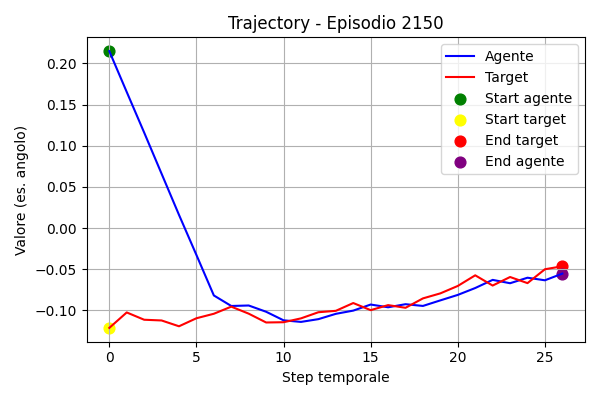 Trajectory - Episodio 2150
Valore (es. angolo)
0.20
0.15
0.10
0.05
0.00
−0.05
−0.10
0
5
10
15
20
25
Step temporale
Agente
Target
Start agente
Start target
End target
End agente